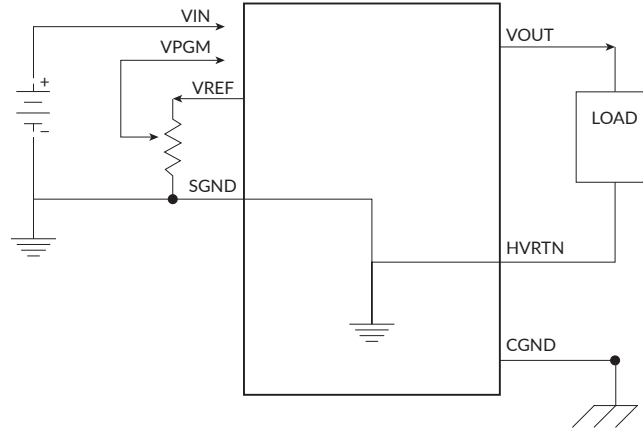 VIN
VPGM
VREF
+
−
SGND
VOUT
LOAD
HVRTN
CGND